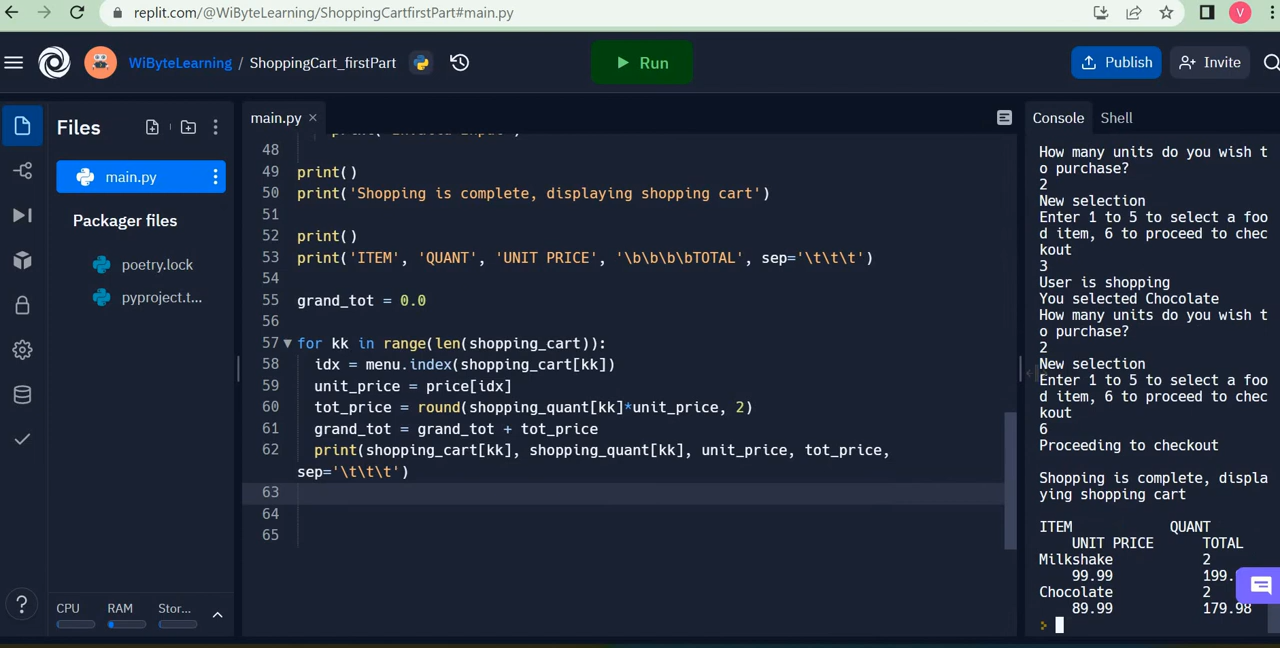 replit.com/@WiByteLearning/ShoppingCartfirstPart#main.py
V
WiByteLearning / ShoppingCart_firstPart
Run
Publish
Invite
Files
main.py
Packager files
poetry.lock
pyproject.t...
CPU RAM Stor...
?
main.py ×
48
49 print()
50 print('Shopping is complete, displaying shopping cart')
51
52 print()
53 print('ITEM', 'QUANT', 'UNIT PRICE', '\b\b\b\bTOTAL', sep='\t\t\t')
54
55 grand_tot = 0.0
56
57 for kk in range(len(shopping_cart)):
58 idx = menu.index(shopping_cart[kk])
59 unit_price = price[idx]
60 tot_price = round(shopping_quant[kk]*unit_price, 2)
61 grand_tot = grand_tot + tot_price
62 print(shopping_cart[kk], shopping_quant[kk], unit_price, tot_price,
sep='\t\t\t')
63
64
65
Console Shell
How many units do you wish t
o purchase?
2
New selection
Enter 1 to 5 to select a foo
d item, 6 to proceed to chec
kout
3
User is shopping
You selected Chocolate
How many units do you wish t
o purchase?
2
New selection
Enter 1 to 5 to select a foo
d item, 6 to proceed to chec
kout
6
Proceeding to checkout
Shopping is complete, displa
ying shopping cart
ITEM QUANT
UNIT PRICE TOTAL
Milkshake 2
99.99 199.
Chocolate 2
89.99 179.98